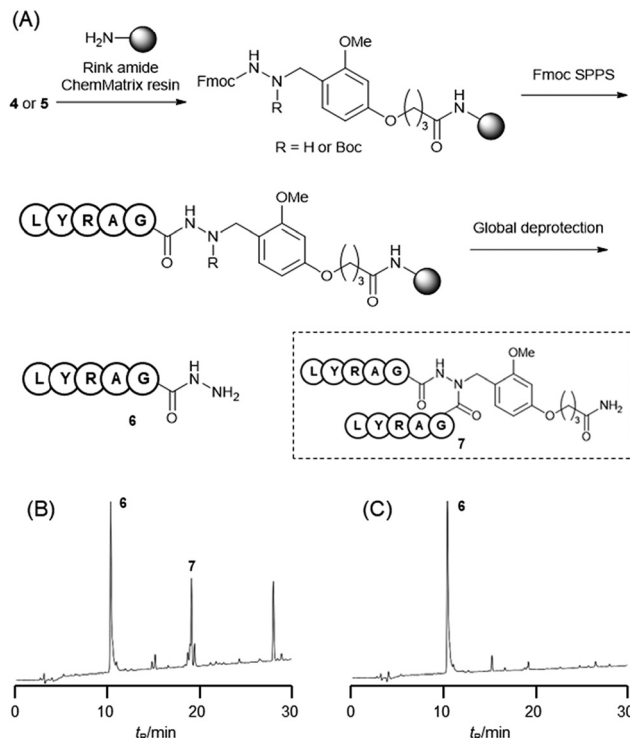 (A)
H2N
Rink amide
ChemMatrix resin
4 or 5
Fmoc
H
N
N
R
OMe
O
( )3
O
H
N
R = H or Boc
Fmoc SPPS
L Y R A G
O
H
N
N
R
OMe
O
( )3
O
H
N
Global deprotection
L Y R A G
O
H
N
NH2
6
L Y R A G
O
H
N
N
OMe
L Y R A G
O
O
( )3
O
NH2
7
(B)
6
7
0 10 20 30
tR/min
(C)
6
0 10 20 30
tR/min